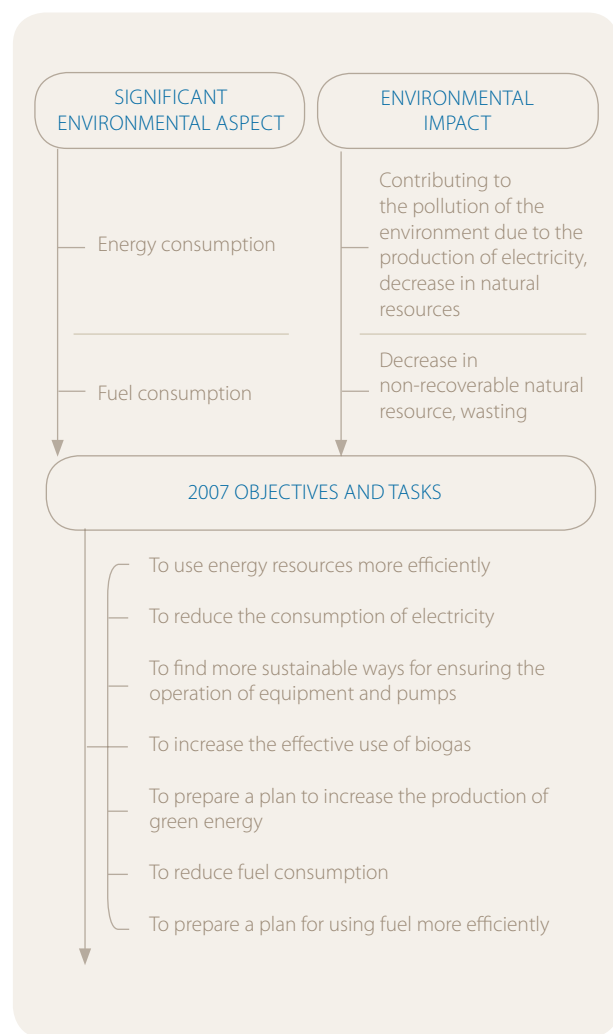 SIGNIFICANT
ENVIRONMENTAL ASPECT
ENVIRONMENTAL
IMPACT
Energy consumption
Contributing to
the pollution of the
environment due to the
production of electricity,
decrease in natural
resources
Fuel consumption
Decrease in
non-recoverable natural
resource, wasting
2007 OBJECTIVES AND TASKS
To use energy resources more efficiently
To reduce the consumption of electricity
To find more sustainable ways for ensuring the
operation of equipment and pumps
To increase the effective use of biogas
To prepare a plan to increase the production of
green energy
To reduce fuel consumption
To prepare a plan for using fuel more efficiently